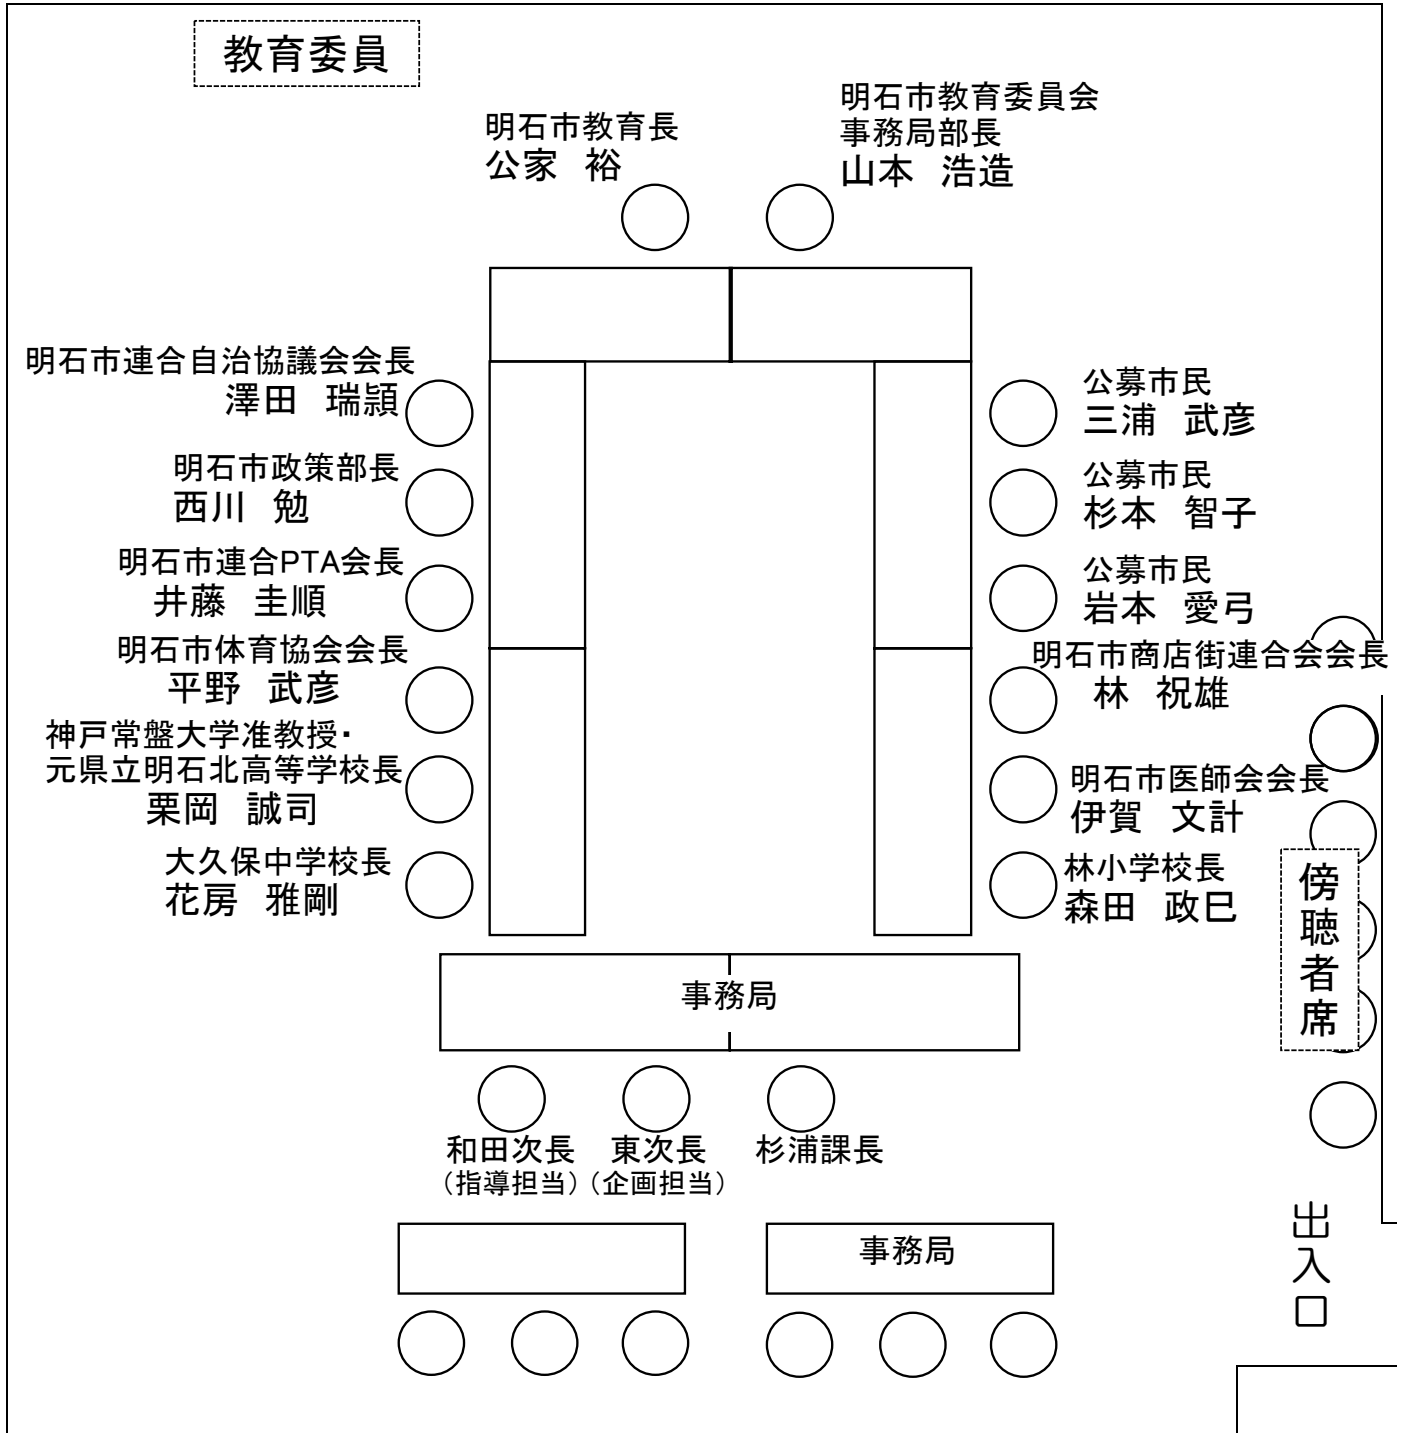 教育委員
明石市教育長
公家 裕
明石市教育委員会
事務局部長
山本 浩造
明石市連合自治協議会会長
澤田 瑞頴
明石市政策部長
西川 勉
明石市連合PTA会長
井藤 圭順
明石市体育協会会長
平野 武彦
神戸常盤大学准教授・
元県立明石北高等学校長
栗岡 誠司
大久保中学校長
花房 雅剛
公募市民
三浦 武彦
公募市民
杉本 智子
公募市民
岩本 愛弓
明石市商店街連合会会長
林 祝雄
明石市医師会会長
伊賀 文計
林小学校長
森田 政巳
傍聴者席
事務局
和田次長
（指導担当）
東次長
（企画担当）
杉浦課長
事務局
出入口